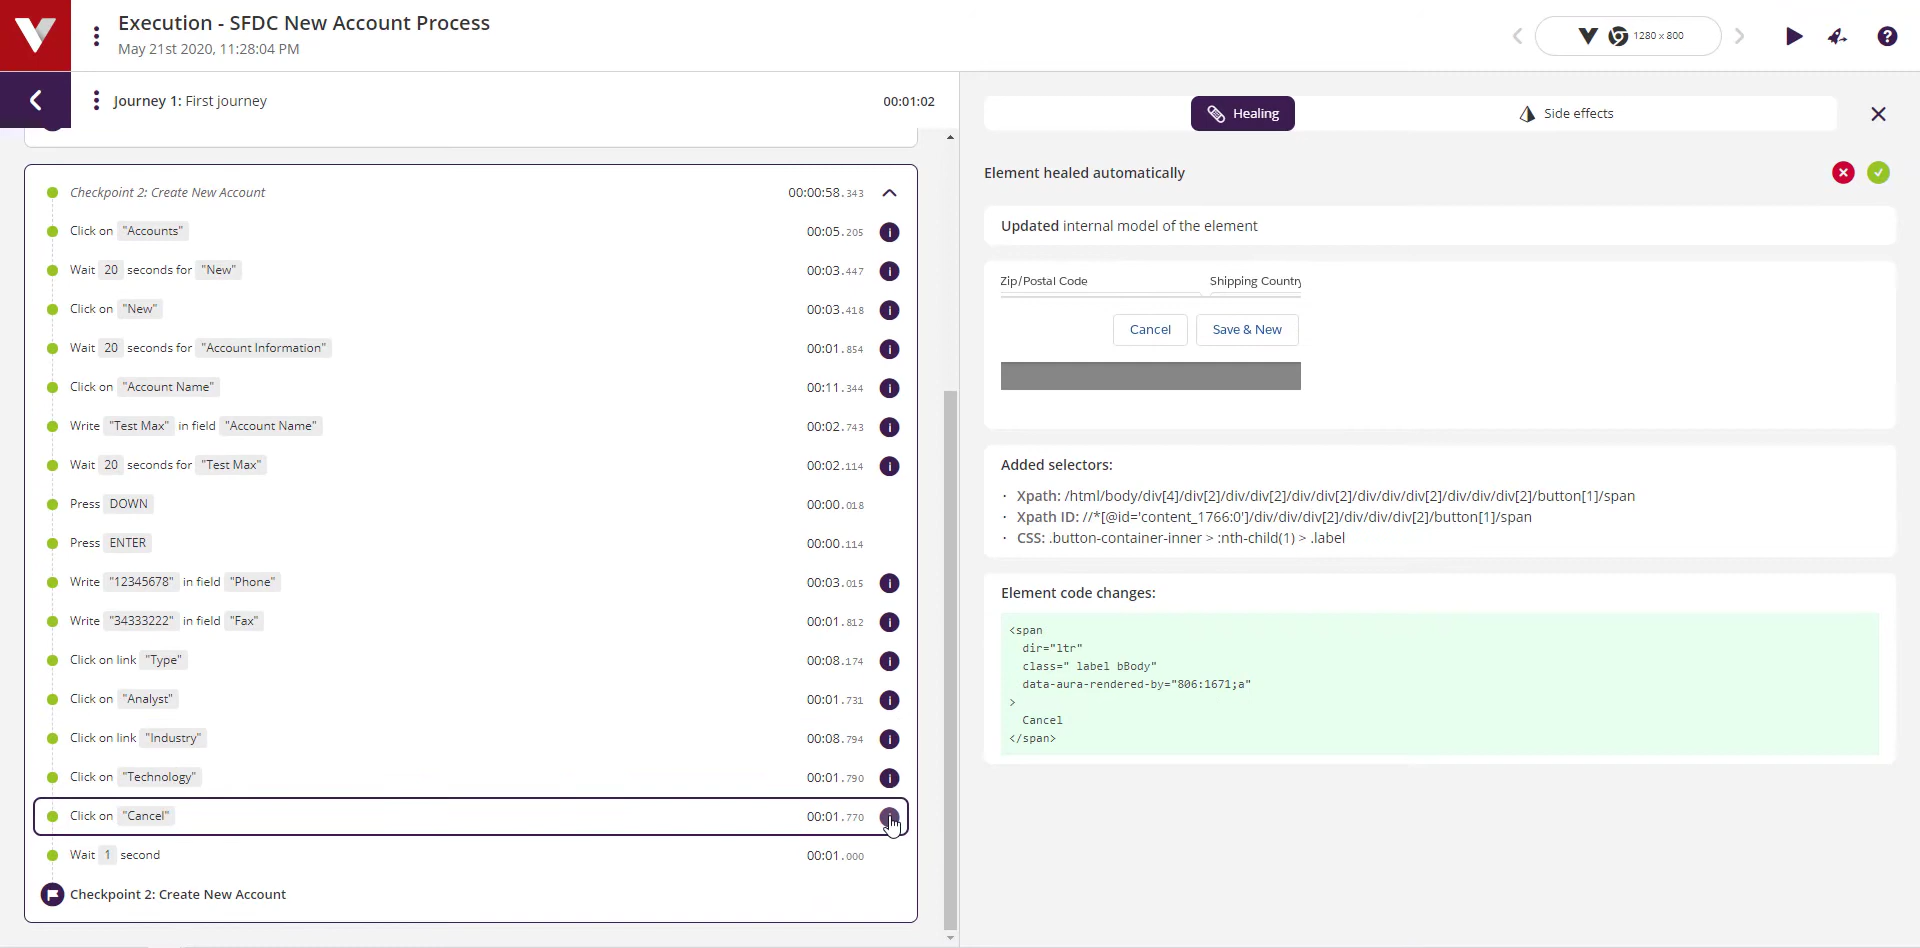 Execution - SFDC New Account Process
May 21st 2020, 11:28:04 PM
1280 x 800
?
Journey 1: First journey
00:01:02
Checkpoint 2: Create New Account
00:00:58.343
Click on "Accounts"
00:05.205
i
Wait 20 seconds for "New"
00:03.447
i
Click on "New"
00:03.418
i
Wait 20 seconds for "Account Information"
00:01.854
i
Click on "Account Name"
00:11.344
i
Write "Test Max" in field "Account Name"
00:02.743
i
Wait 20 seconds for "Test Max"
00:02.114
i
Press DOWN
00:00.018
Press ENTER
00:00.114
Write "12345678" in field "Phone"
00:03.015
i
Write "34333222" in field "Fax"
00:01.812
i
Click on link "Type"
00:08.174
i
Click on "Analyst"
00:01.731
i
Click on link "Industry"
00:08.794
i
Click on "Technology"
00:01.790
i
Click on "Cancel"
00:01.770
Wait 1 second
00:01.000
Checkpoint 2: Create New Account
Healing
Side effects
Element healed automatically
Updated internal model of the element
Zip/Postal Code
Shipping Country
Cancel
Save & New
Added selectors:
· Xpath: /html/body/div[4]/div[2]/div/div[2]/div/div[2]/div/div/div[2]/div/div/div[2]/button[1]/span
· Xpath ID: //*[@id='content_1766:0']/div/div/div[2]/div/div/div[2]/button[1]/span
· CSS: .button-container-inner > :nth-child(1) > .label
Element code changes:
<span
dir="ltr"
class=" label bBody"
data-aura-rendered-by="806:1671;a"
>
Cancel
</span>